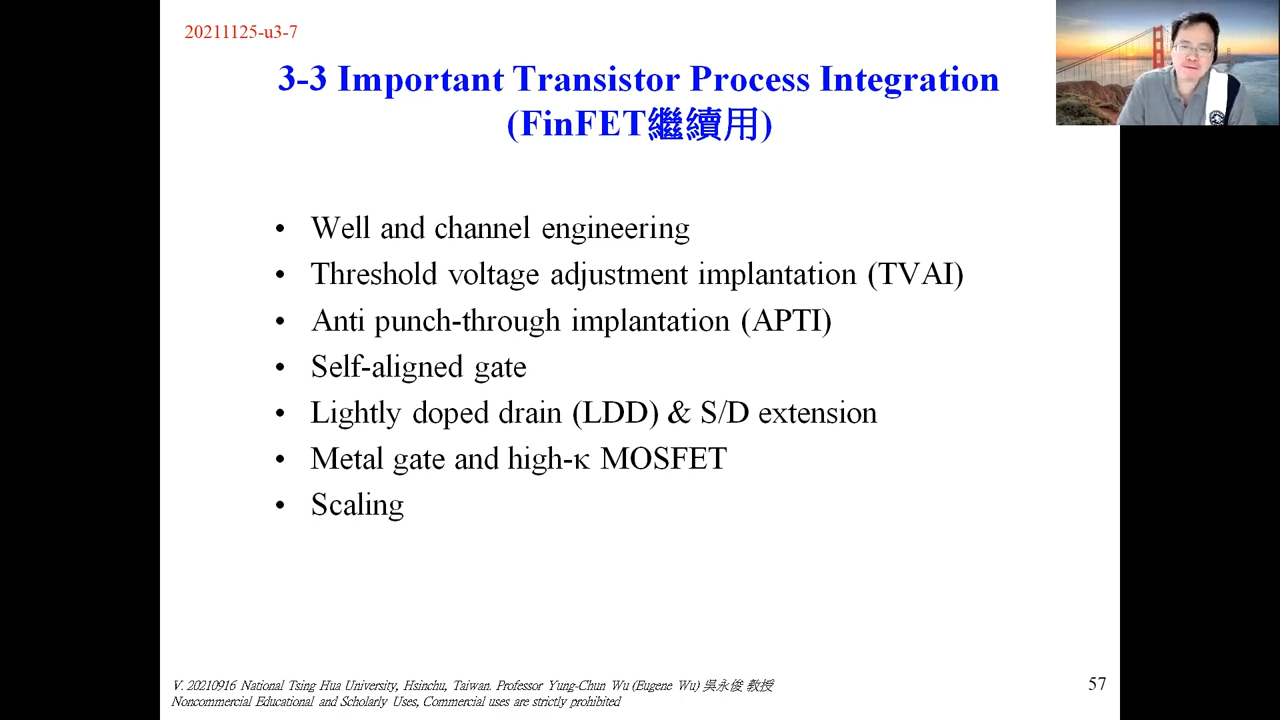 20211125-u3-7
3-3 Important Transistor Process Integration
(FinFET繼續用)
• Well and channel engineering
• Threshold voltage adjustment implantation (TVAI)
• Anti punch-through implantation (APTI)
• Self-aligned gate
• Lightly doped drain (LDD) & S/D extension
• Metal gate and high-κ MOSFET
• Scaling
V. 20210916 National Tsing Hua University, Hsinchu, Taiwan. Professor Yung-Chun Wu (Eugene Wu) 吳永俊 教授
Noncommercial Educational and Scholarly Uses, Commercial uses are strictly prohibited
57